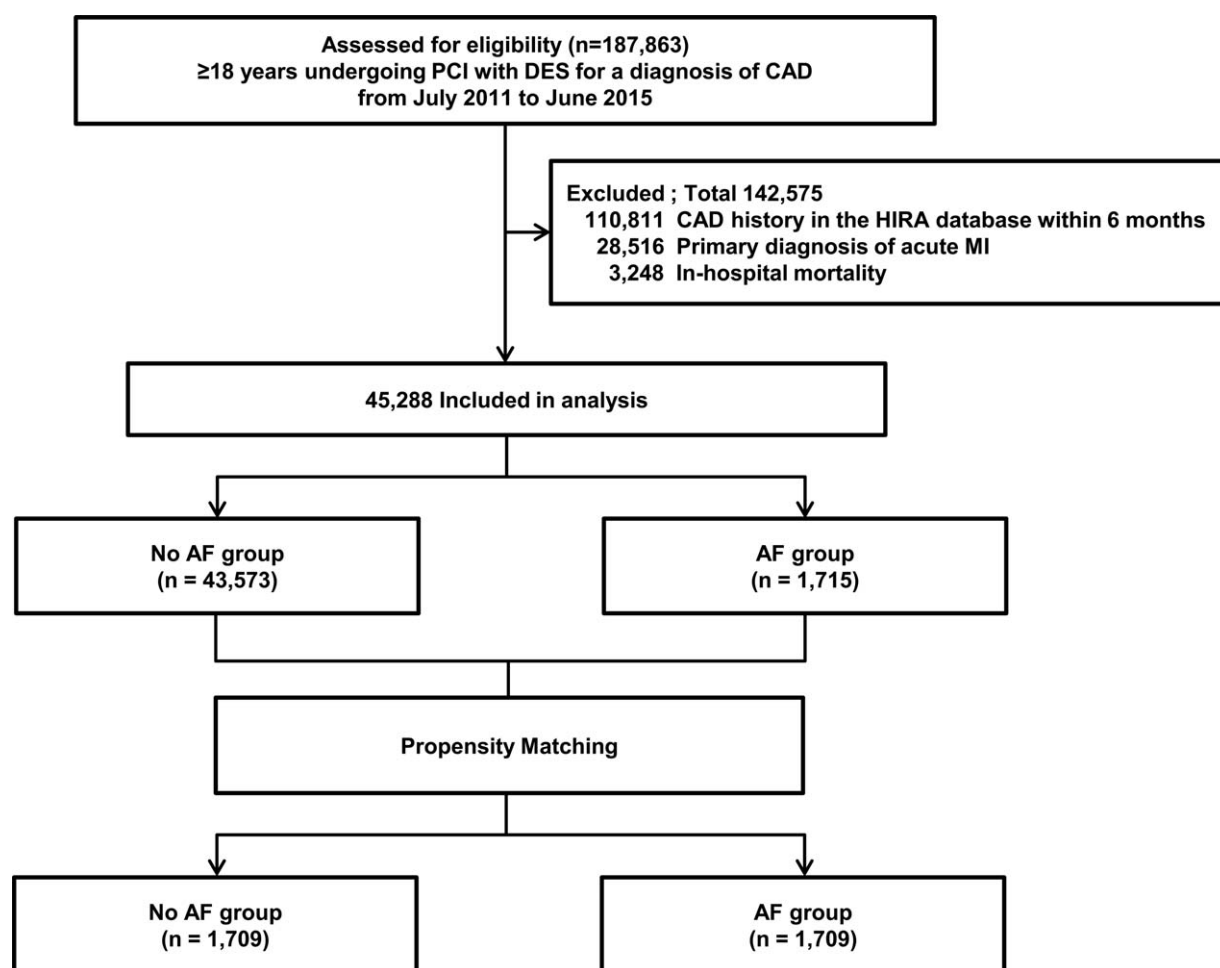 Assessed for eligibility (n=187,863)
≥18 years undergoing PCI with DES for a diagnosis of CAD
from July 2011 to June 2015
Excluded ; Total 142,575
110,811 CAD history in the HIRA database within 6 months
28,516 Primary diagnosis of acute MI
3,248 In-hospital mortality
45,288 Included in analysis
No AF group
(n = 43,573)
AF group
(n = 1,715)
Propensity Matching
No AF group
(n = 1,709)
AF group
(n = 1,709)